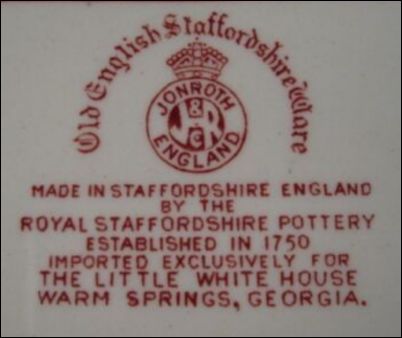 Old English Staffordshire Ware
JONROTH
J&R
C
ENGLAND
MADE IN STAFFORDSHIRE ENGLAND
BY THE
ROYAL STAFFORDSHIRE POTTERY
ESTABLISHED IN 1750
IMPORTED EXCLUSIVELY FOR
THE LITTLE WHITE HOUSE
WARM SPRINGS, GEORGIA.